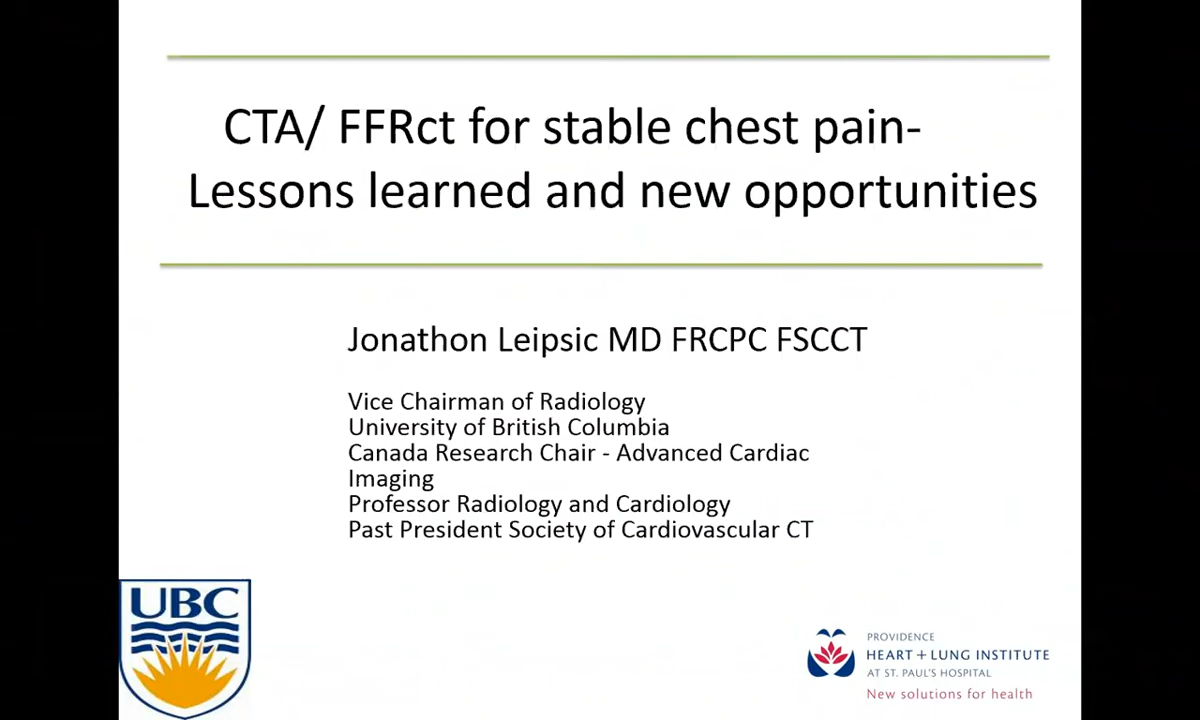 CTA/ FFRct for stable chest pain-
Lessons learned and new opportunities
Jonathon Leipsic MD FRCPC FSCCT
Vice Chairman of Radiology
University of British Columbia
Canada Research Chair - Advanced Cardiac
Imaging
Professor Radiology and Cardiology
Past President Society of Cardiovascular CT
UBC
PROVIDENCE
HEART + LUNG INSTITUTE
AT ST. PAUL'S HOSPITAL
New solutions for health